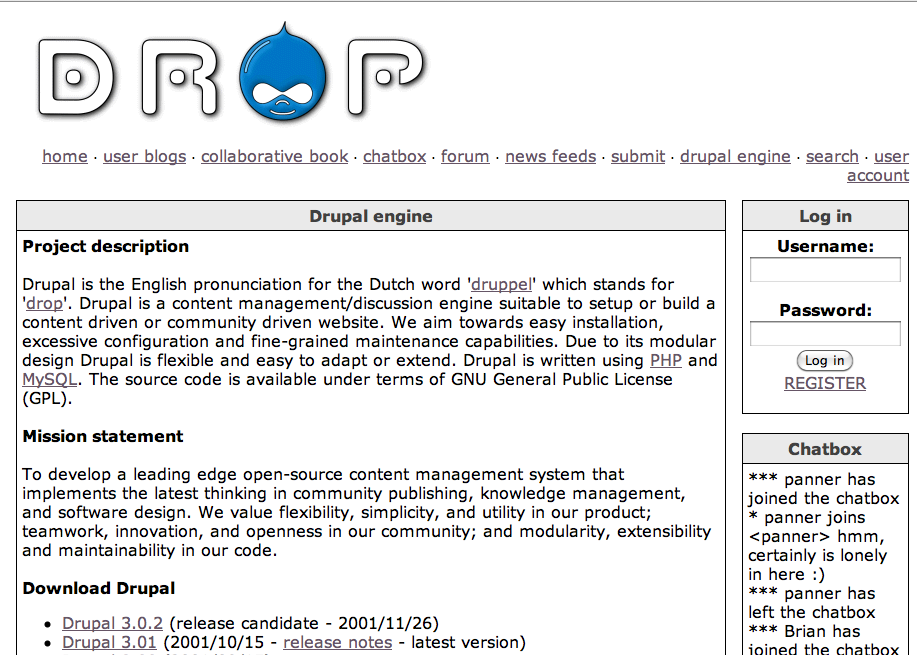 DROP
home · user blogs · collaborative book · chatbox · forum · news feeds · submit · drupal engine · search · user
account
Drupal engine
Project description
Drupal is the English pronunciation for the Dutch word 'druppel' which stands for
'drop'. Drupal is a content management/discussion engine suitable to setup or build a
content driven or community driven website. We aim towards easy installation,
excessive configuration and fine-grained maintenance capabilities. Due to its modular
design Drupal is flexible and easy to adapt or extend. Drupal is written using PHP and
MySQL. The source code is available under terms of GNU General Public License
(GPL).
Mission statement
To develop a leading edge open-source content management system that
implements the latest thinking in community publishing, knowledge management,
and software design. We value flexibility, simplicity, and utility in our product;
teamwork, innovation, and openness in our community; and modularity, extensibility
and maintainability in our code.
Download Drupal
• Drupal 3.0.2 (release candidate - 2001/11/26)
• Drupal 3.01 (2001/10/15 - release notes - latest version)
Log in
Username:
Password:
Log in
REGISTER
Chatbox
*** panner has
joined the chatbox
* panner joins
<panner> hmm,
certainly is lonely
in here :)
*** panner has
left the chatbox
*** Brian has
joined the chatbox